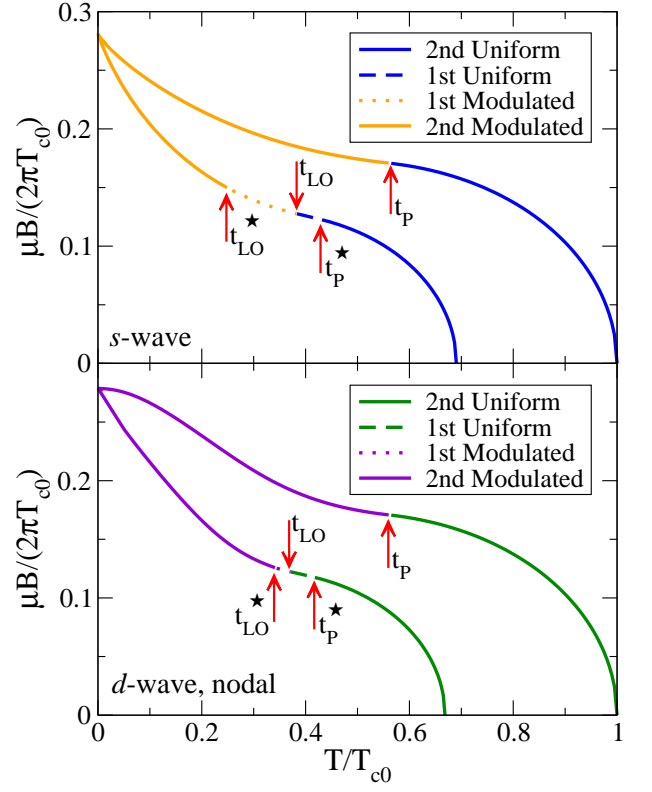 0.3
0.2
0.1
0
μB/(2πT_c0)
2nd Uniform
1st Uniform
1st Modulated
2nd Modulated
t_LO
t_P
t_LO ★
t_P ★
s-wave
0.2
0.1
0
μB/(2πT_c0)
2nd Uniform
1st Uniform
1st Modulated
2nd Modulated
t_LO
t_P
★ t_LO
t_P ★
d-wave, nodal
0 0.2 0.4 0.6 0.8 1
T/T_c0